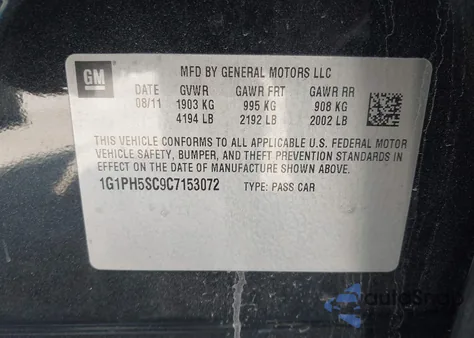 GM
MFD BY GENERAL MOTORS LLC
DATE GVWR GAWR FRT GAWR RR
08/11 1903 KG 995 KG 908 KG
4194 LB 2192 LB 2002 LB
THIS VEHICLE CONFORMS TO ALL APPLICABLE U.S. FEDERAL MOTOR
VEHICLE SAFETY, BUMPER, AND THEFT PREVENTION STANDARDS IN
EFFECT ON THE DATE OF MANUFACTURE SHOWN ABOVE.
1G1PH5SC9C7153072 TYPE: PASS CAR